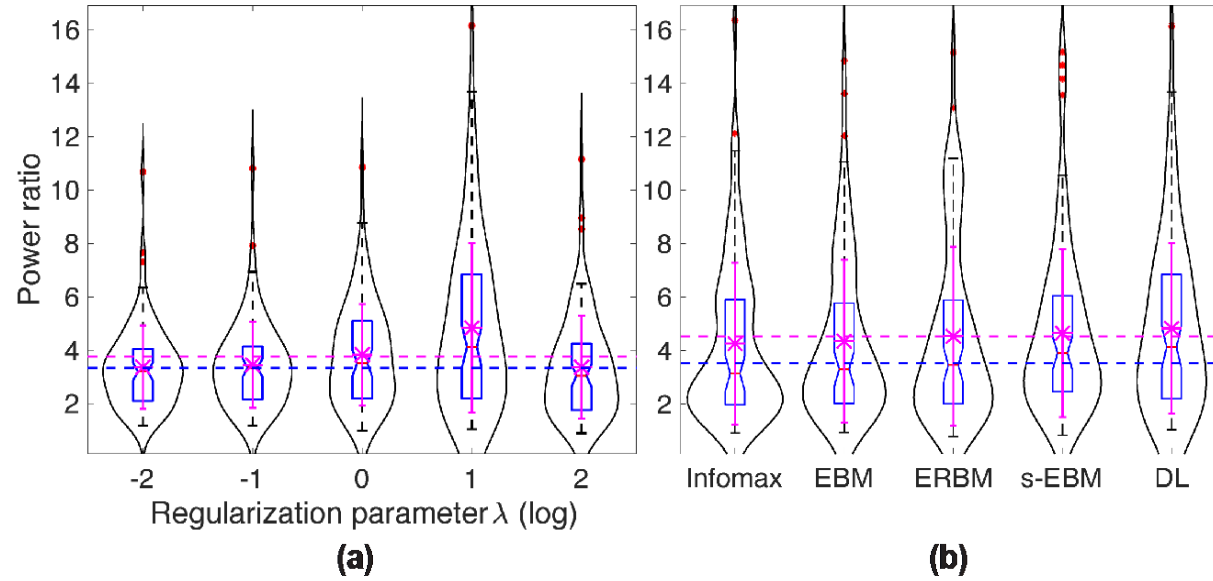 16
14
12
10
8
6
4
2
Power ratio
-2 -1 0 1 2
Regularization parameter λ (log)
(a)
16
14
12
10
8
6
4
2
Infomax EBM ERBM s-EBM DL
(b)